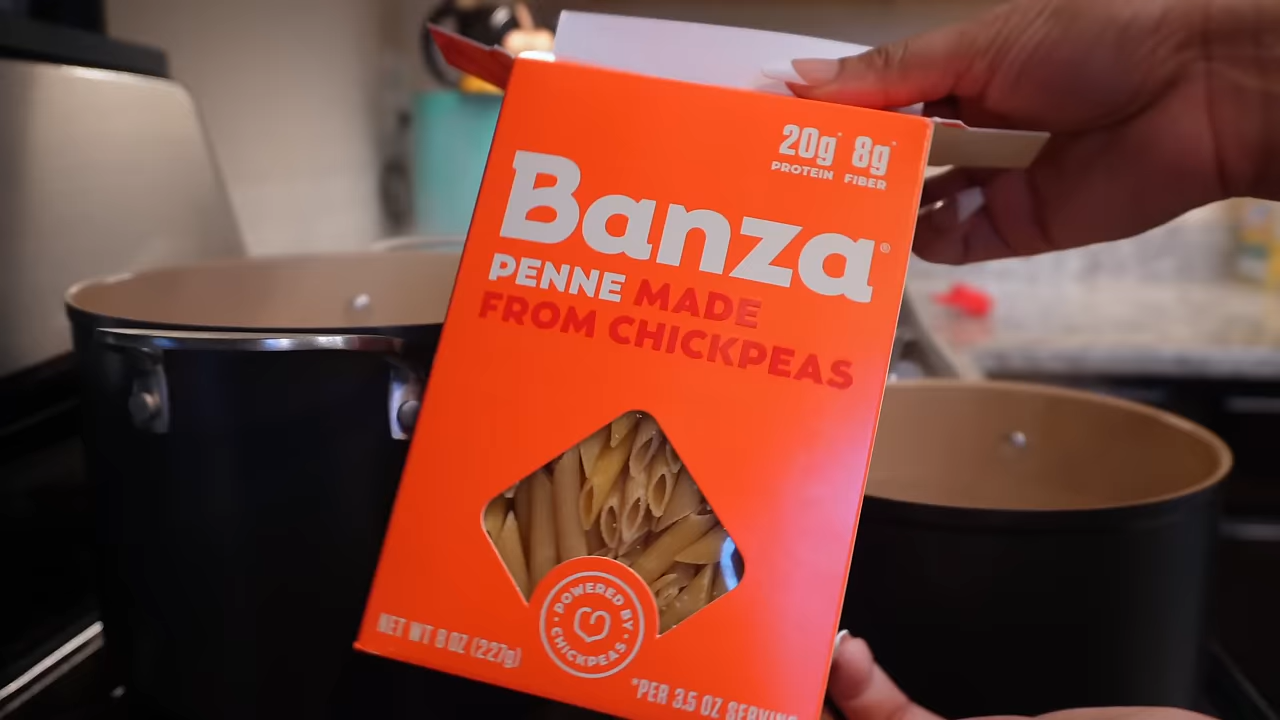 20g* 8g*
PROTEIN FIBER
Banza®
PENNE MADE
FROM CHICKPEAS
POWERED BY
CHICKPEAS
NET WT 8 OZ (227g)
*PER 3.5 OZ SERVING